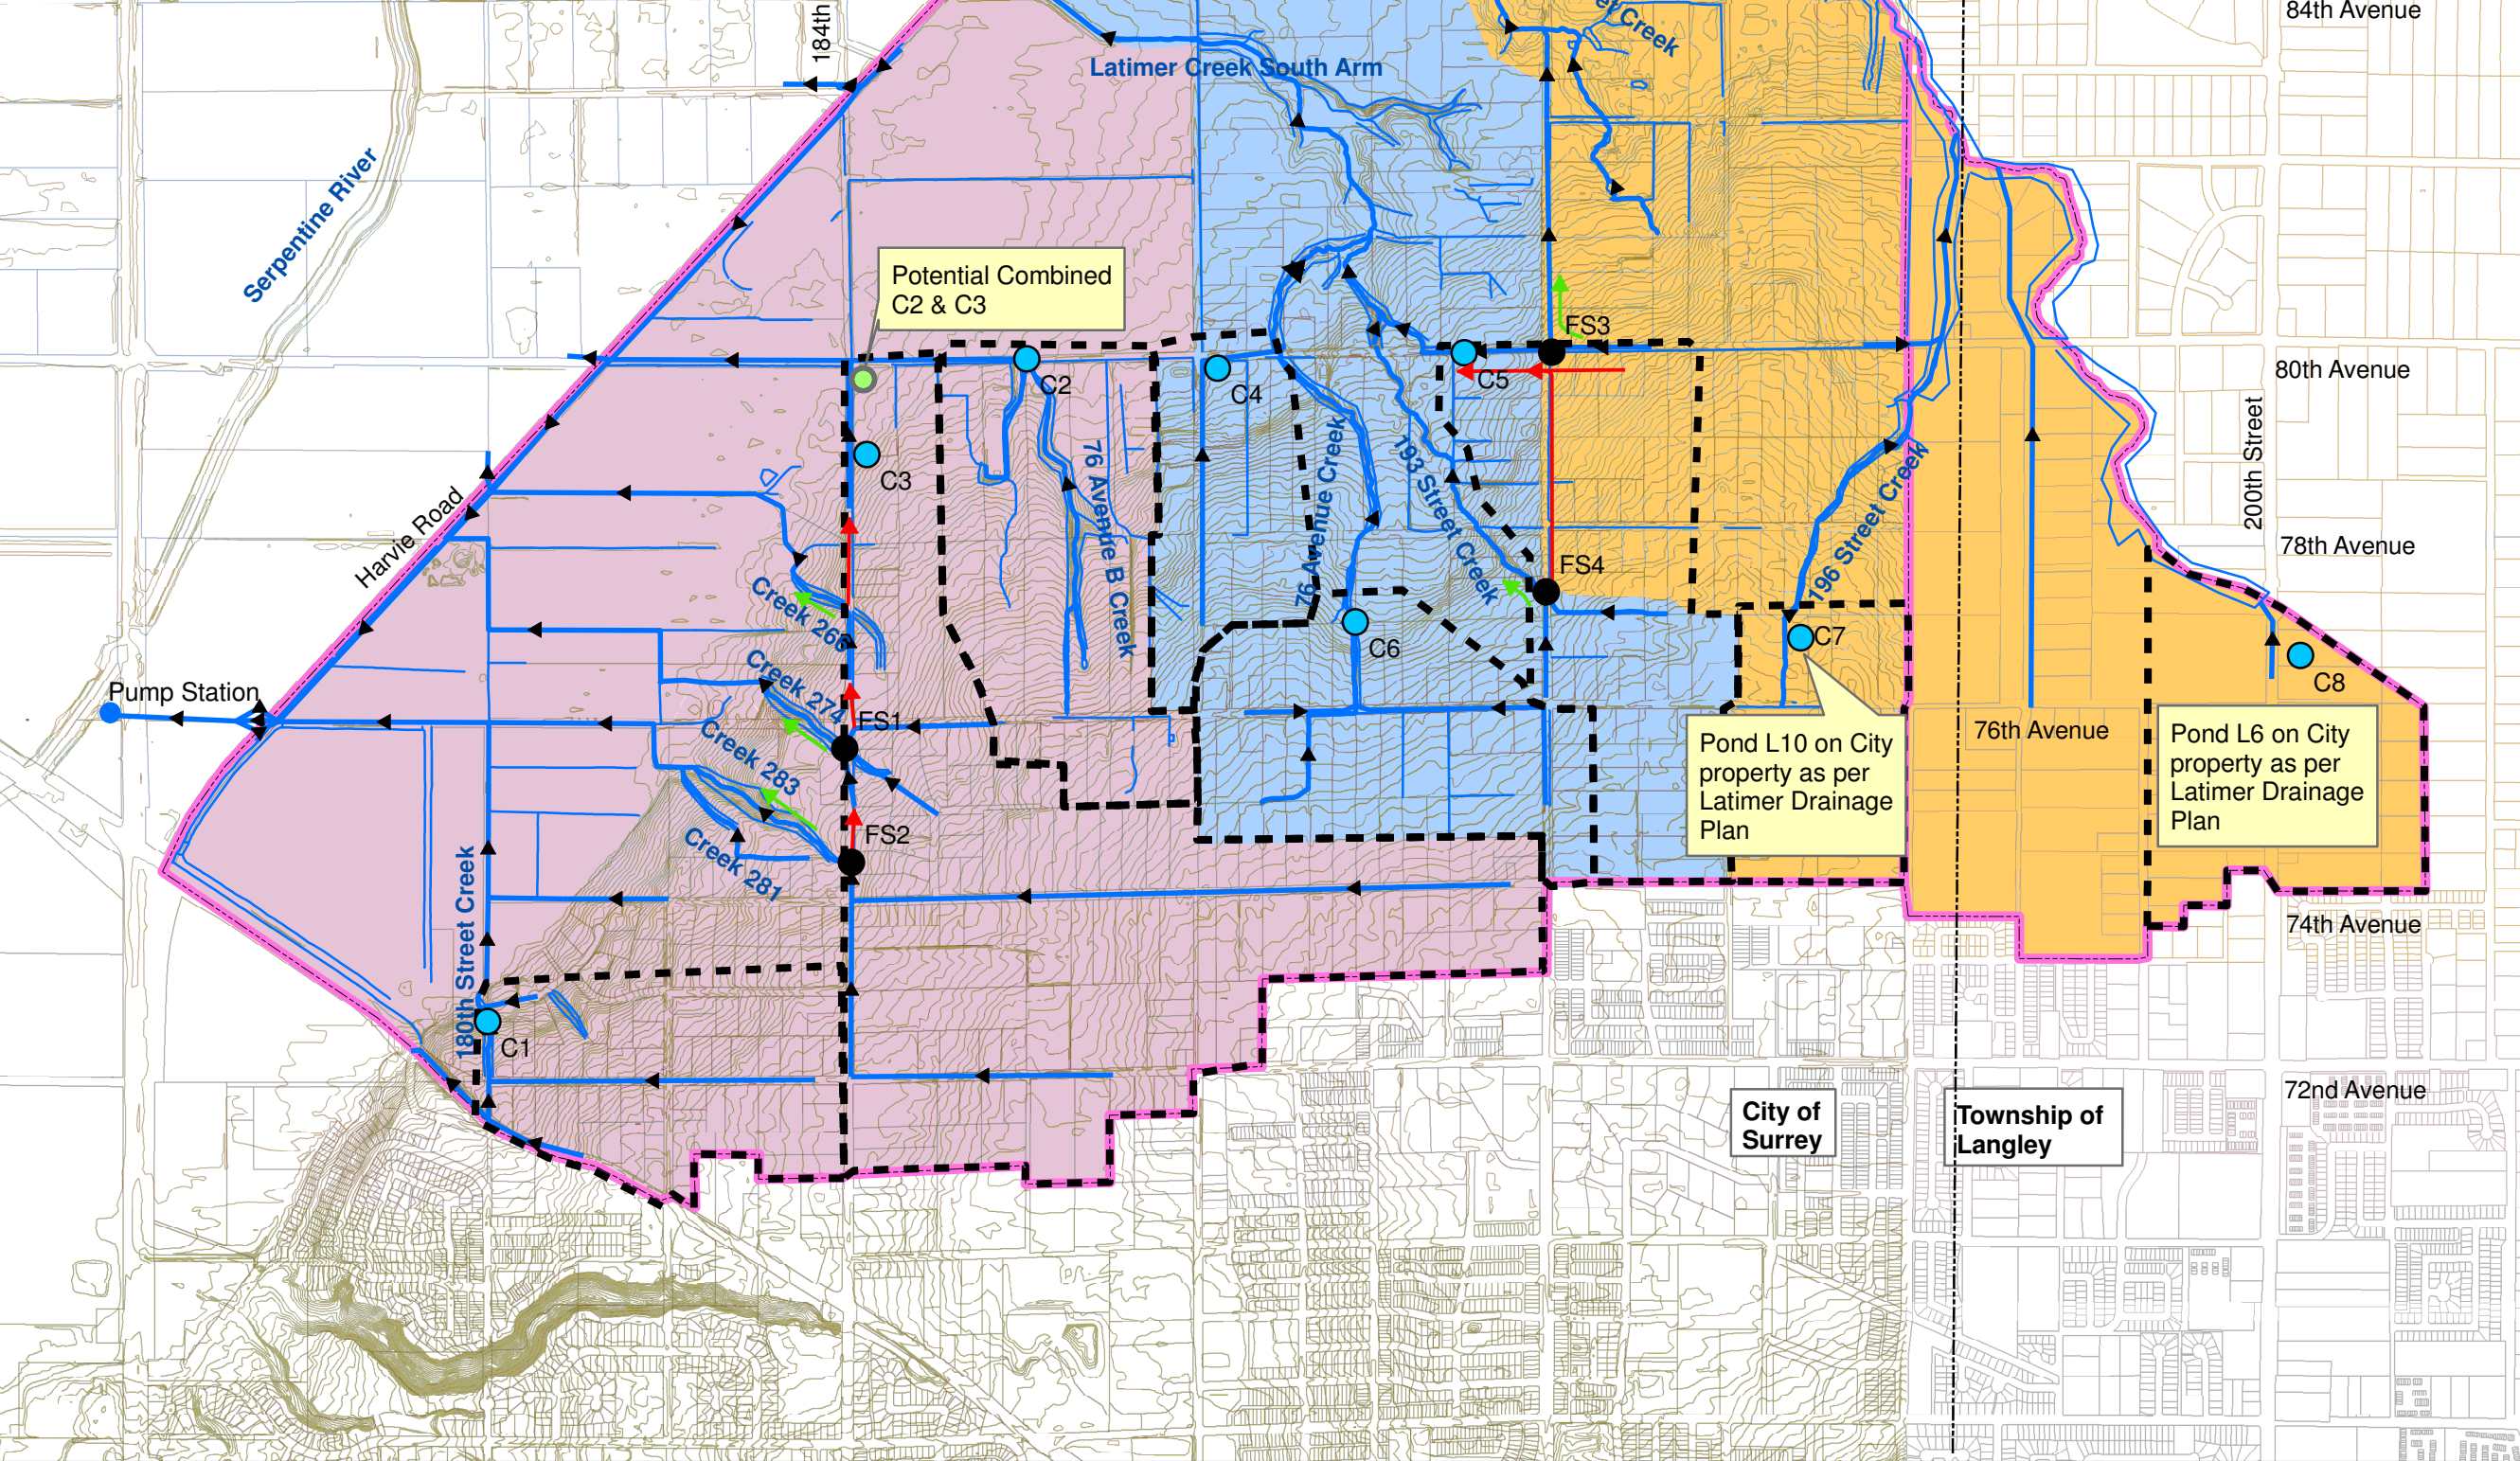 84th Avenue
184th
et Creek
Latimer Creek South Arm
Serpentine River
Potential Combined
C2 & C3
FS3
80th Avenue
C2
C4
C5
C3
200th Street
76 Avenue B Creek
76 Avenue Creek
193 Street Creek
196 Street Creek
Harvie Road
78th Avenue
FS4
Creek 266
C6
C7
C8
Creek 274
Pump Station
FS1
Creek 283
76th Avenue
Pond L10 on City
property as per
Latimer Drainage
Plan
Pond L6 on City
property as per
Latimer Drainage
Plan
FS2
Creek 281
180th Street Creek
74th Avenue
C1
72nd Avenue
City of
Surrey
Township of
Langley